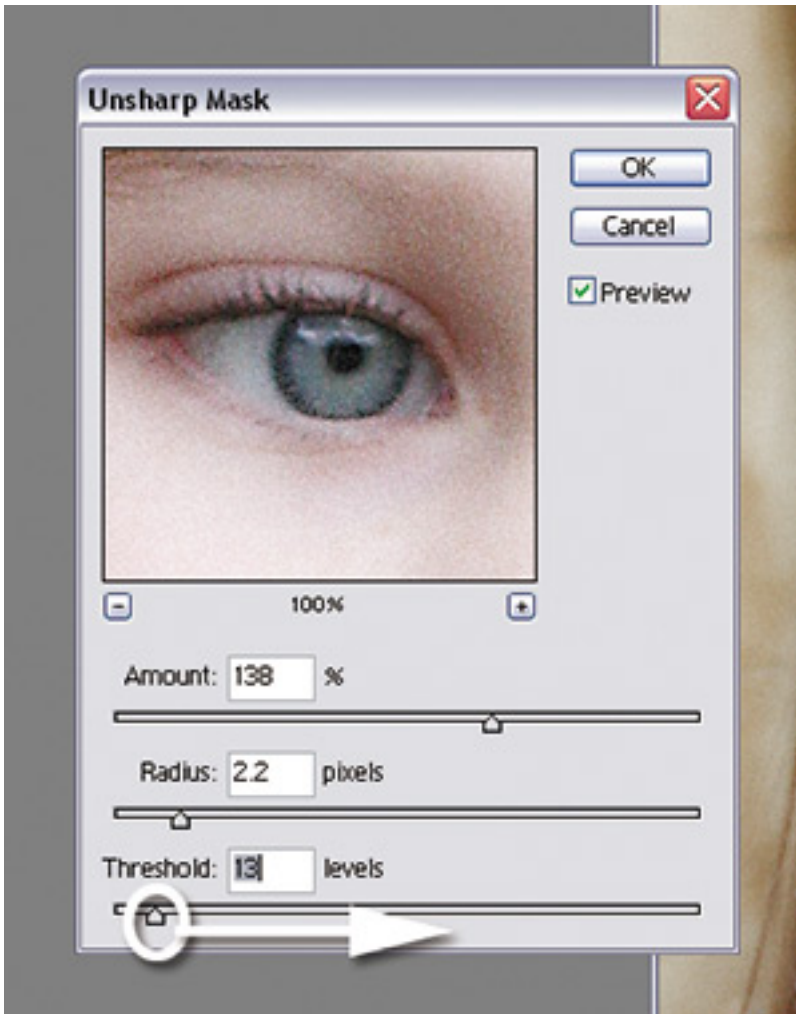 Unsharp Mask
OK
Cancel
Preview
100%
Amount: 138 %
Radius: 2.2 pixels
Threshold: 13 levels